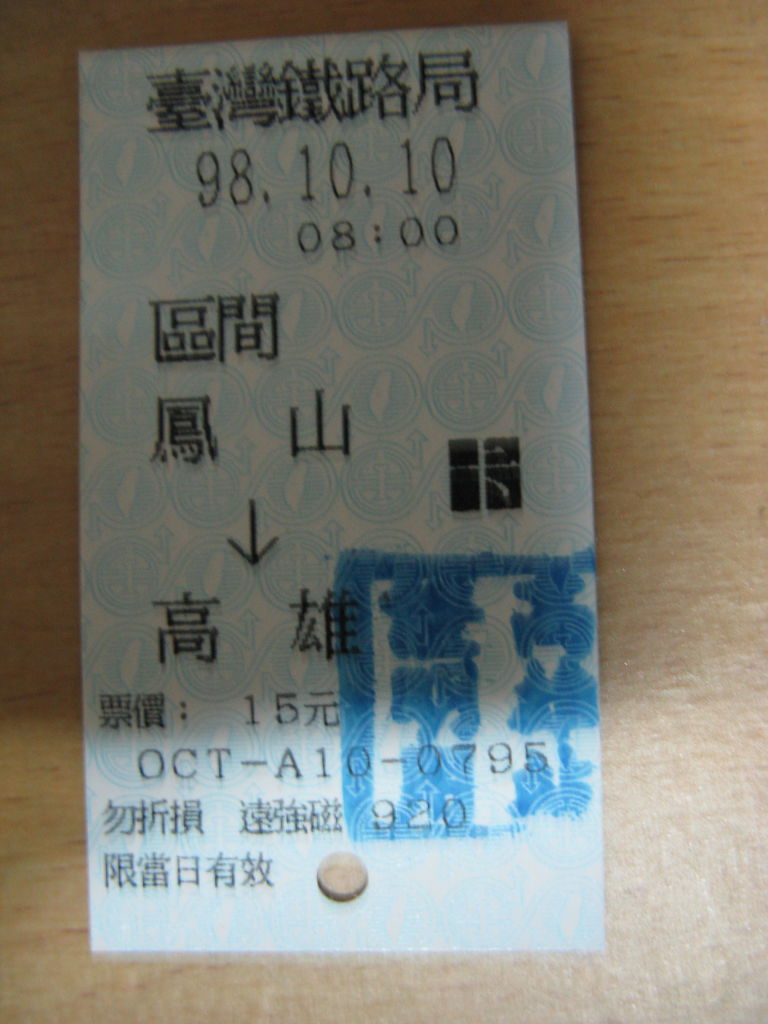 臺灣鐵路局
98.10.10
08:00
區間
鳳 山
↓
高 雄
票價： 15元
OCT-A10-0795
勿折損 遠強磁 920
限當日有效